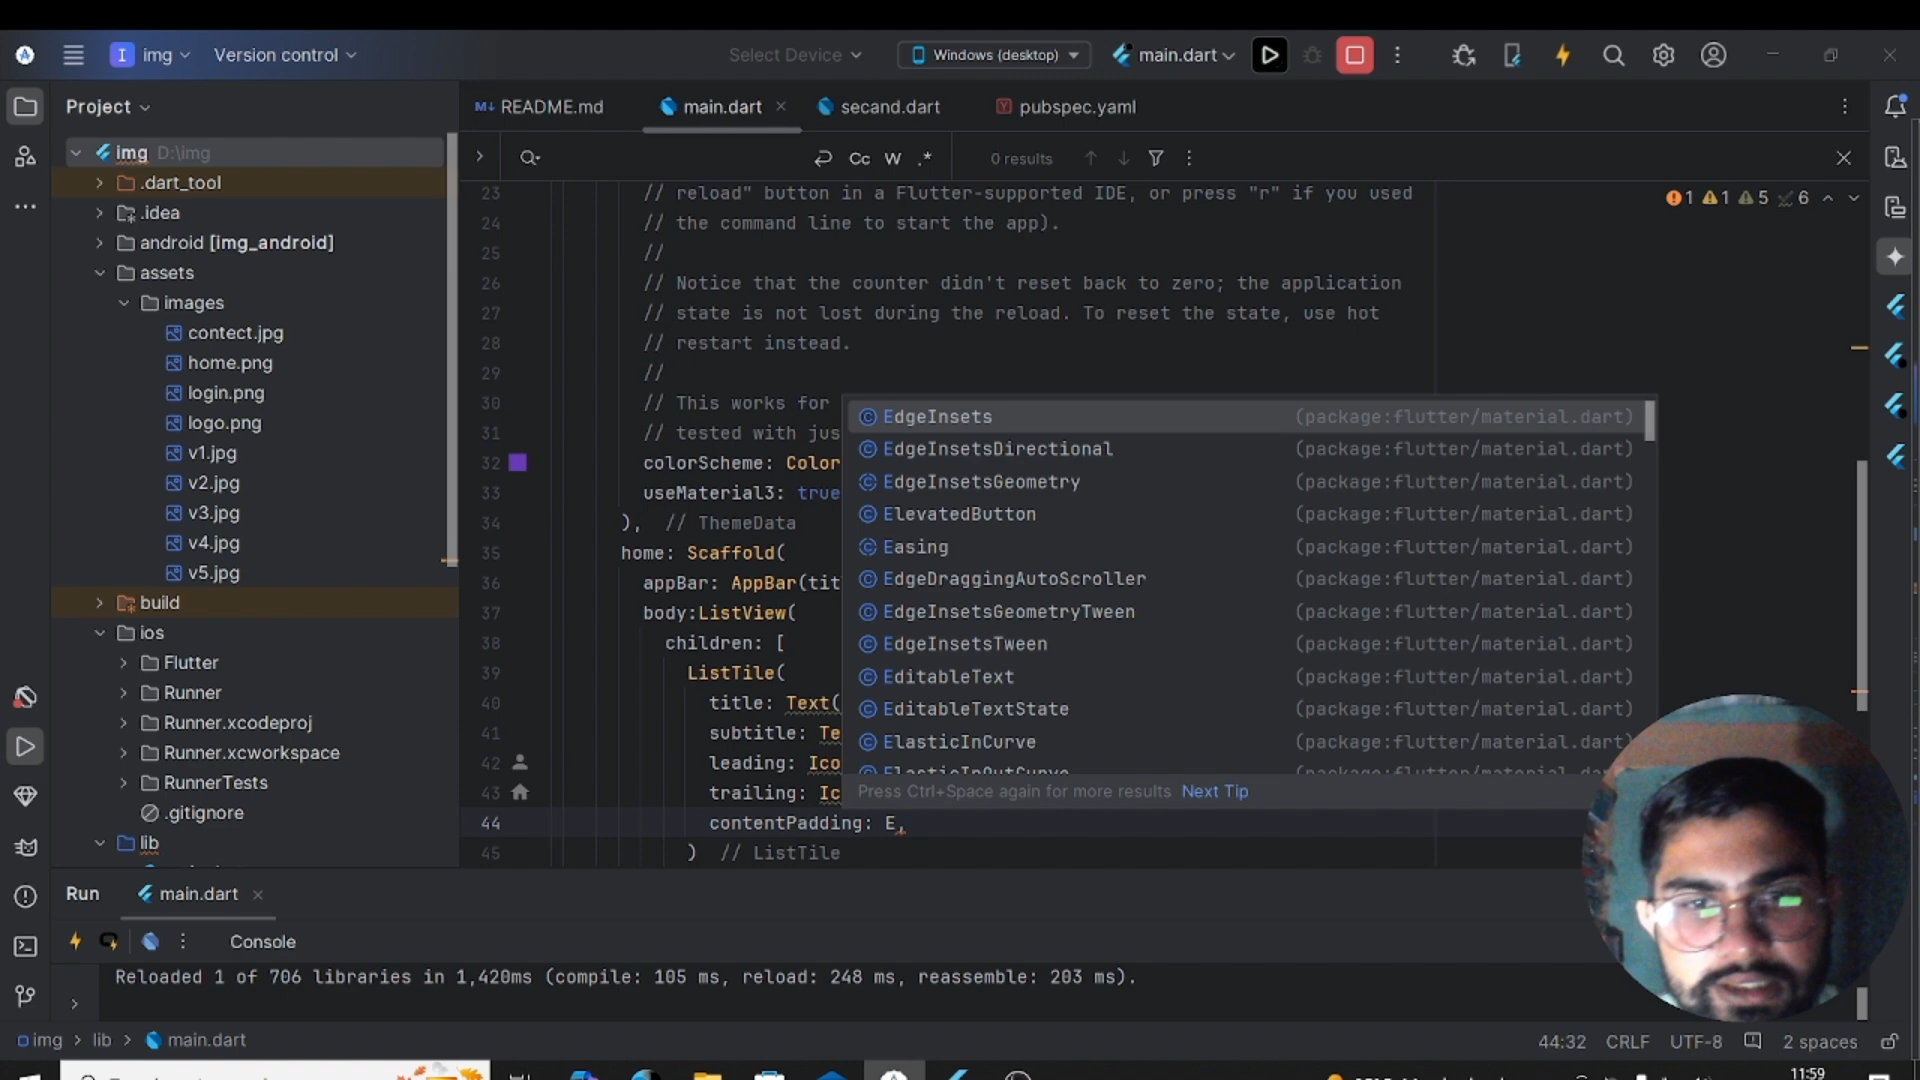 I img Version control Select Device Windows (desktop) main.dart
Project README.md main.dart secand.dart pubspec.yaml
img D:\img
Cc W .* 0 results
.dart_tool
.idea
android [img_android]
assets
images
contect.jpg
home.png
login.png
logo.png
v1.jpg
v2.jpg
v3.jpg
v4.jpg
v5.jpg
build
ios
Flutter
Runner
Runner.xcodeproj
Runner.xcworkspace
RunnerTests
.gitignore
lib
1 1 5 6
23 // reload" button in a Flutter-supported IDE, or press "r" if you used
24 // the command line to start the app).
25 //
26 // Notice that the counter didn't reset back to zero; the application
27 // state is not lost during the reload. To reset the state, use hot
28 // restart instead.
29 //
30 // This works for
31 // tested with jus
32 colorScheme: Color
33 useMaterial3: true
34 ), // ThemeData
35 home: Scaffold(
36 appBar: AppBar(tit
37 body:ListView(
38 children: [
39 ListTile(
40 title: Text(
41 subtitle: Te
42 leading: Ico
43 trailing: Ic
44 contentPadding: E,
45 ) // ListTile
EdgeInsets (package:flutter/material.dart)
EdgeInsetsDirectional (package:flutter/material.dart)
EdgeInsetsGeometry (package:flutter/material.dart)
ElevatedButton (package:flutter/material.dart)
Easing (package:flutter/material.dart)
EdgeDraggingAutoScroller (package:flutter/material.dart)
EdgeInsetsGeometryTween (package:flutter/material.dart)
EdgeInsetsTween (package:flutter/material.dart)
EditableText (package:flutter/material.dart)
EditableTextState (package:flutter/material.dart)
ElasticInCurve (package:flutter/material.dart)
Press Ctrl+Space again for more results Next Tip
Run main.dart
Console
Reloaded 1 of 706 libraries in 1,420ms (compile: 105 ms, reload: 248 ms, reassemble: 203 ms).
img > lib > main.dart 44:32 CRLF UTF-8 2 spaces
11:59